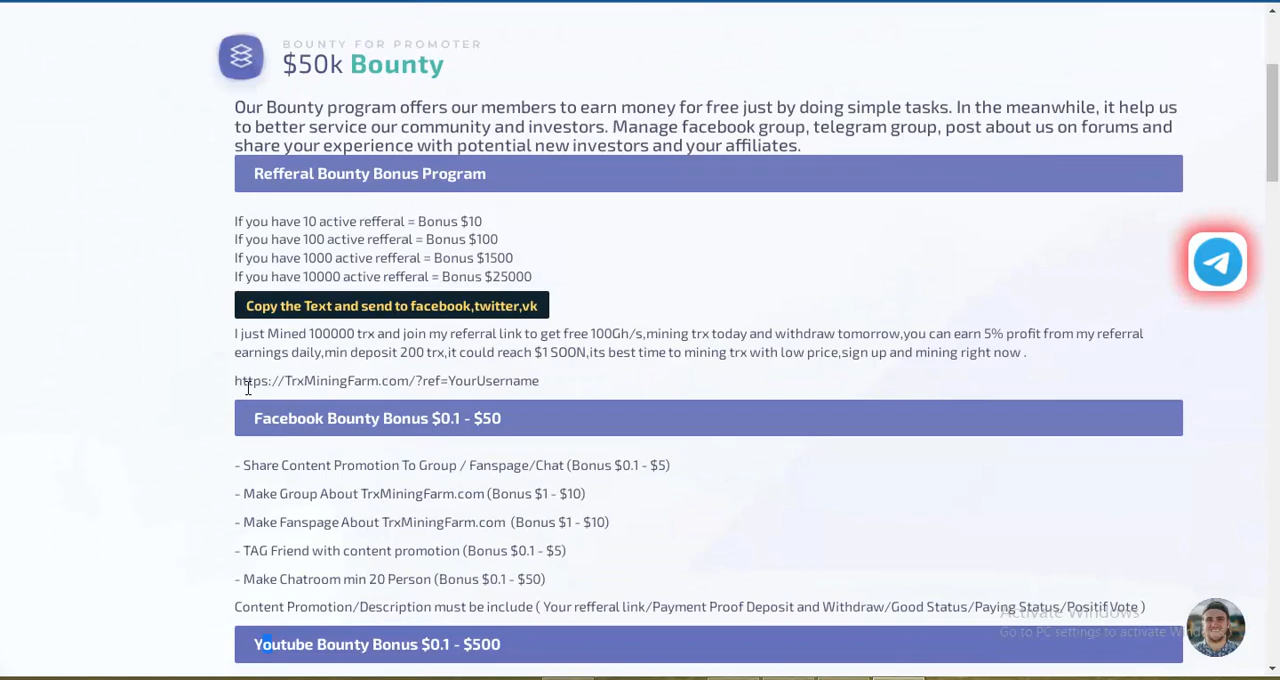 BOUNTY FOR PROMOTER
$50k Bounty
Our Bounty program offers our members to earn money for free just by doing simple tasks. In the meanwhile, it help us
to better service our community and investors. Manage facebook group, telegram group, post about us on forums and
share your experience with potential new investors and your affiliates.
Refferal Bounty Bonus Program
If you have 10 active refferal = Bonus $10
If you have 100 active refferal = Bonus $100
If you have 1000 active refferal = Bonus $1500
If you have 10000 active refferal = Bonus $25000
Copy the Text and send to facebook,twitter,vk
I just Mined 100000 trx and join my referral link to get free 100Gh/s,mining trx today and withdraw tomorrow,you can earn 5% profit from my referral
earnings daily,min deposit 200 trx,it could reach $1 SOON,its best time to mining trx with low price,sign up and mining right now .
https://TrxMiningFarm.com/?ref=YourUsername
Facebook Bounty Bonus $0.1 - $50
- Share Content Promotion To Group / Fanspage/Chat (Bonus $0.1 - $5)
- Make Group About TrxMiningFarm.com (Bonus $1 - $10)
- Make Fanspage About TrxMiningFarm.com (Bonus $1 - $10)
- TAG Friend with content promotion (Bonus $0.1 - $5)
- Make Chatroom min 20 Person (Bonus $0.1 - $50)
Content Promotion/Description must be include ( Your refferal link/Payment Proof Deposit and Withdraw/Good Status/Paying Status/Positif Vote )
Activate Windows
Go to PC settings to activate Windows.
Youtube Bounty Bonus $0.1 - $500